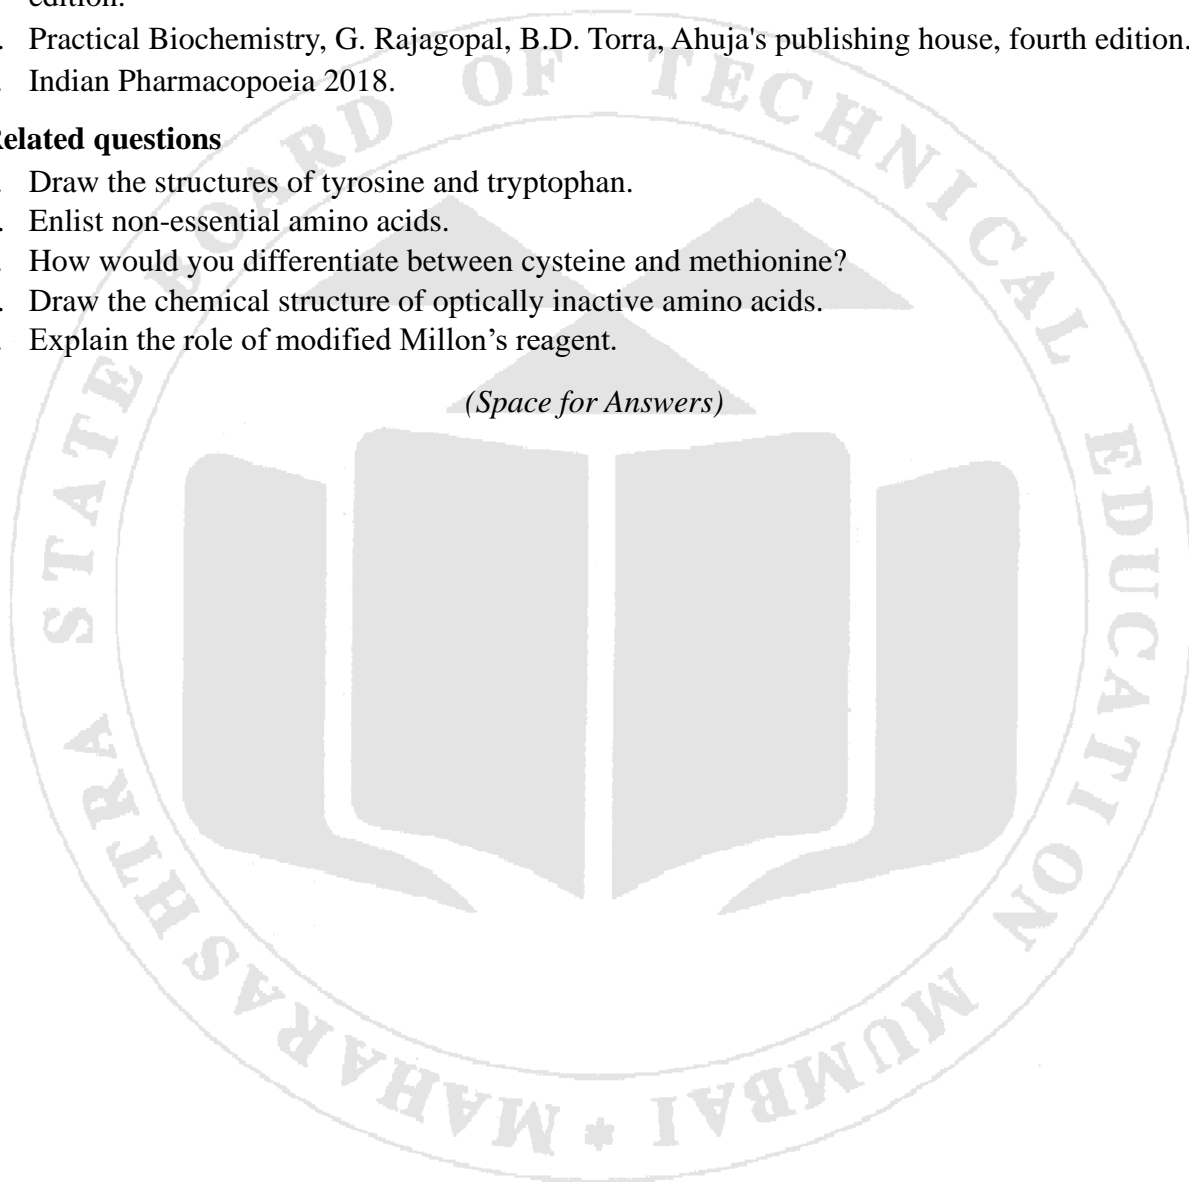 edition.
. Practical Biochemistry, G. Rajagopal, B.D. Torra, Ahuja's publishing house, fourth edition.
. Indian Pharmacopoeia 2018.
Related questions
. Draw the structures of tyrosine and tryptophan.
. Enlist non-essential amino acids.
. How would you differentiate between cysteine and methionine?
. Draw the chemical structure of optically inactive amino acids.
. Explain the role of modified Millon’s reagent.
(Space for Answers)
MAHARASHTRA STATE BOARD OF TECHNICAL EDUCATION MUMBAI *